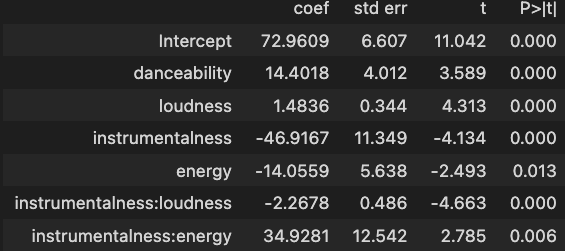 coef std err t P>|t|
Intercept 72.9609 6.607 11.042 0.000
danceability 14.4018 4.012 3.589 0.000
loudness 1.4836 0.344 4.313 0.000
instrumentalness -46.9167 11.349 -4.134 0.000
energy -14.0559 5.638 -2.493 0.013
instrumentalness:loudness -2.2678 0.486 -4.663 0.000
instrumentalness:energy 34.9281 12.542 2.785 0.006